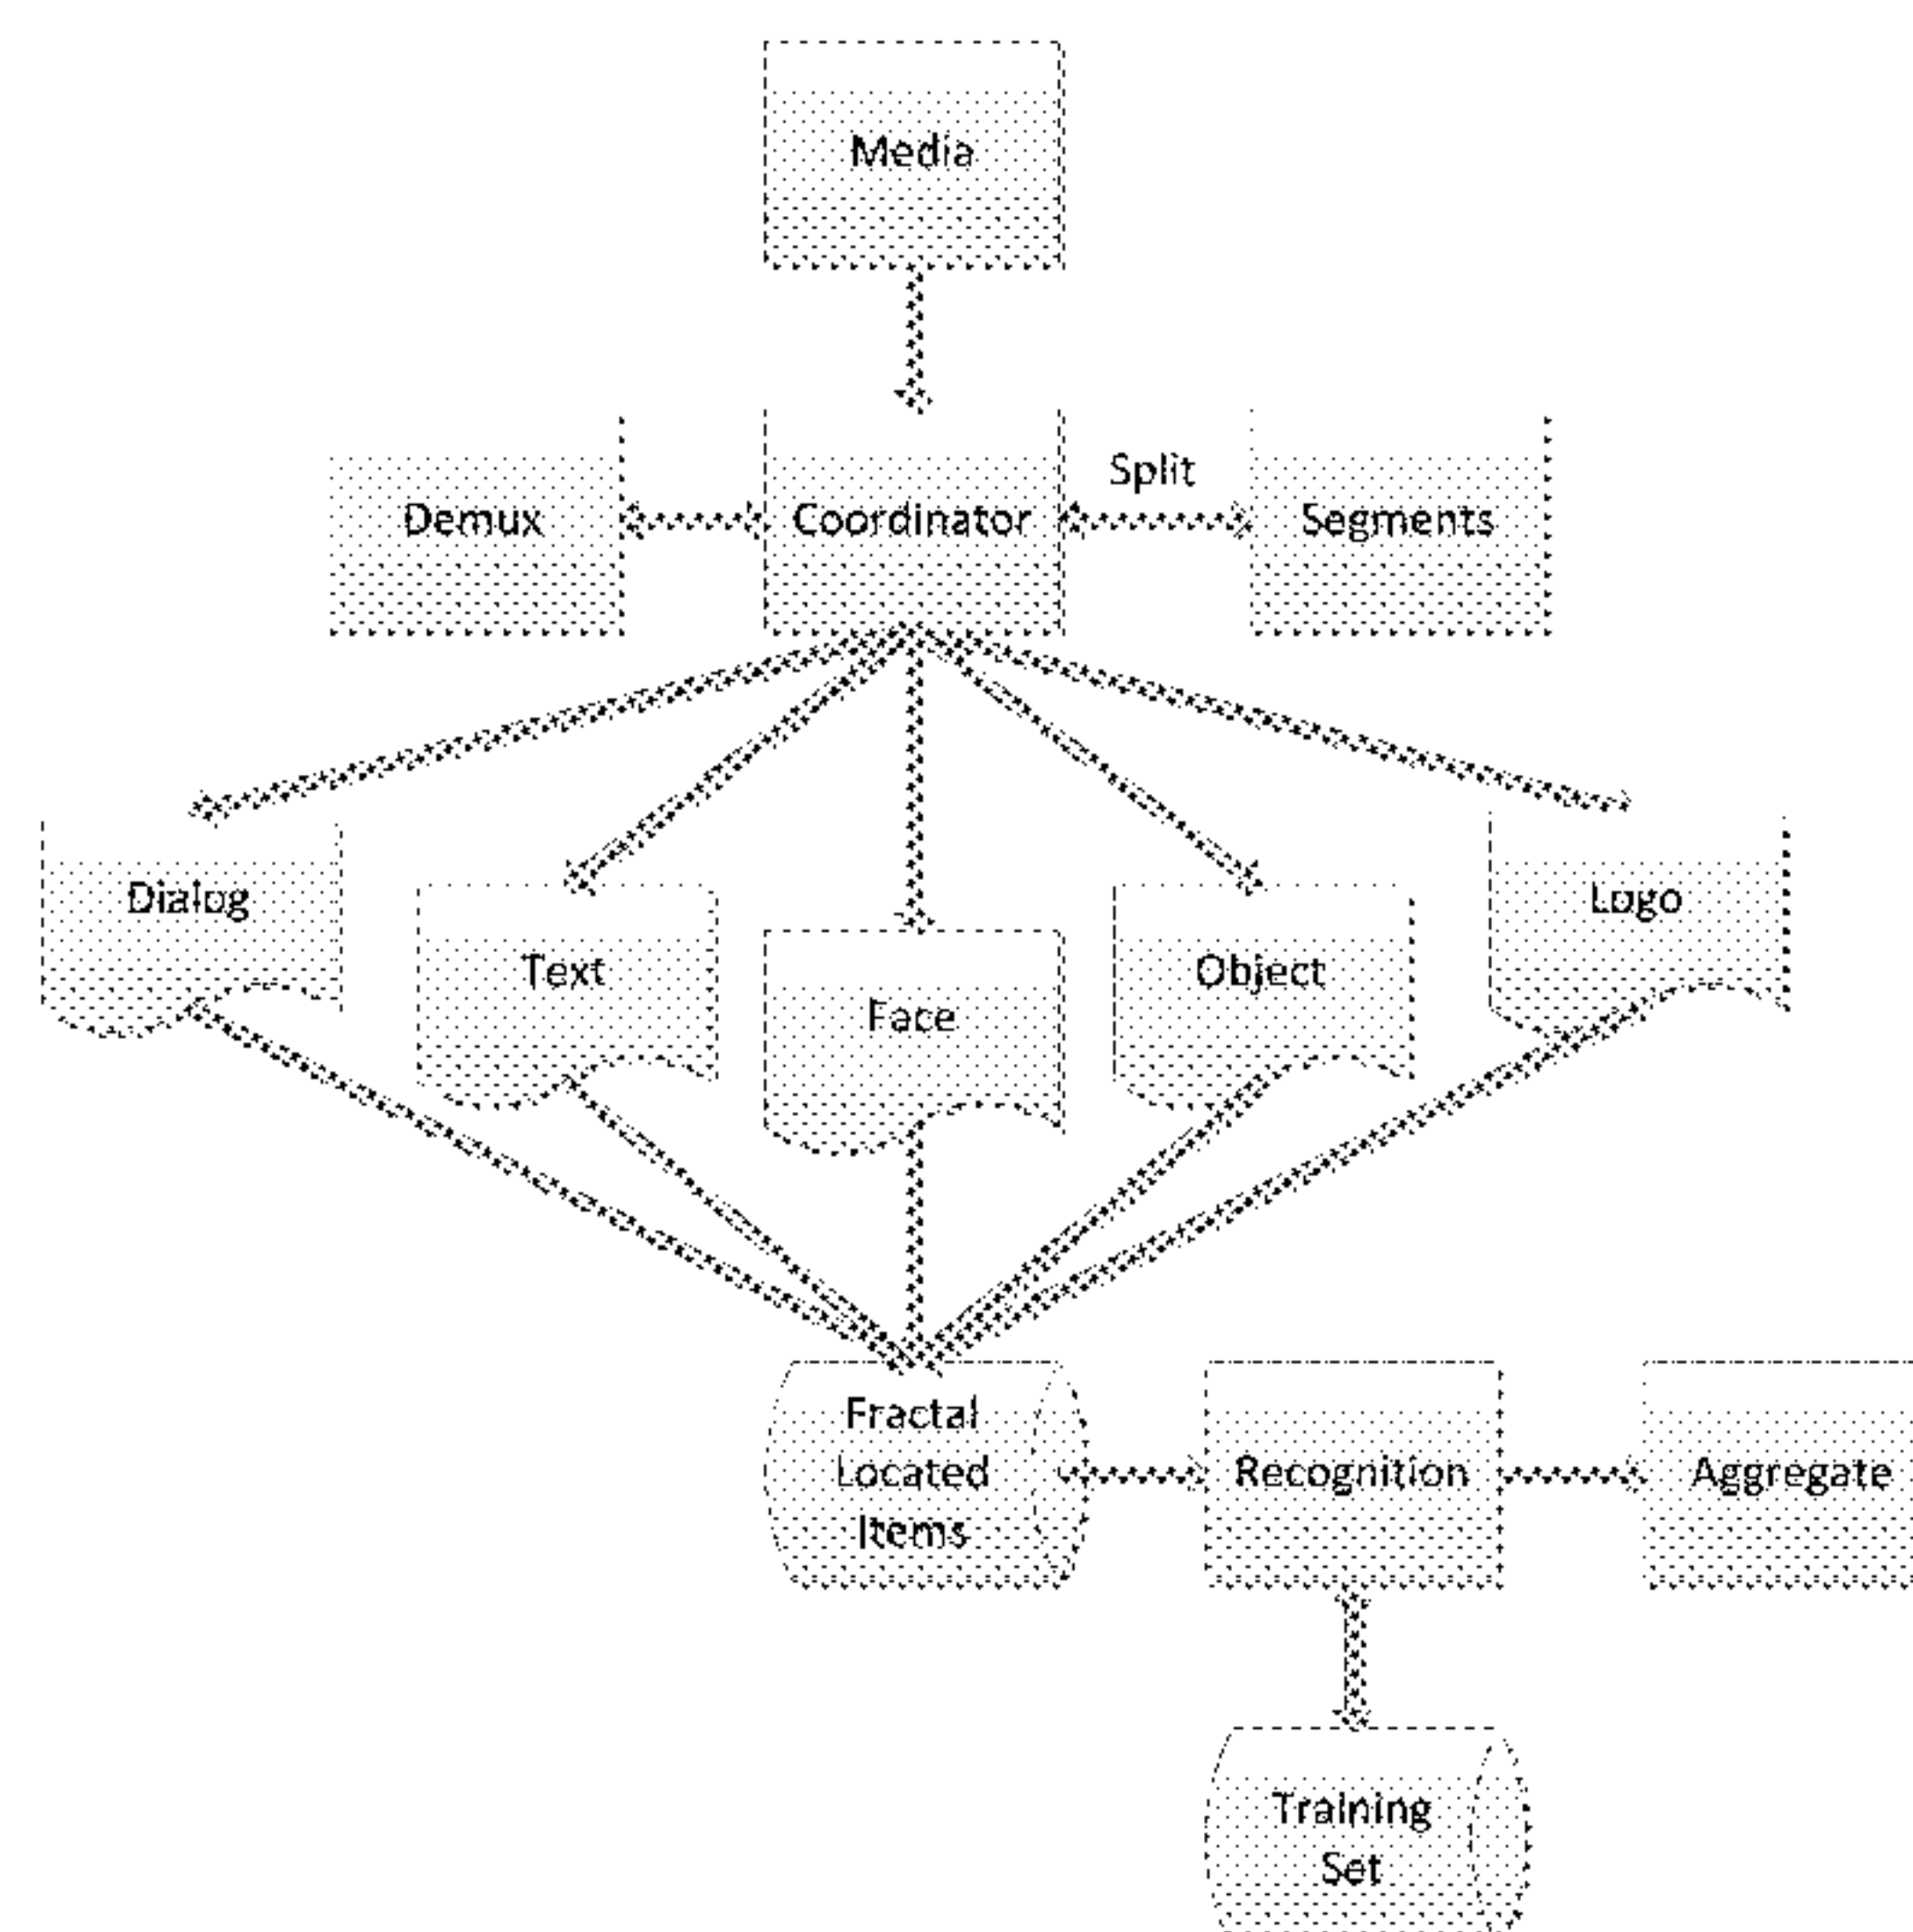 Media
Split
Demux
Coordinator
Segments
Dialog
Logo
Text
Object
Face
Fractal
Located
Items
Recognition
Aggregate
Training
Set